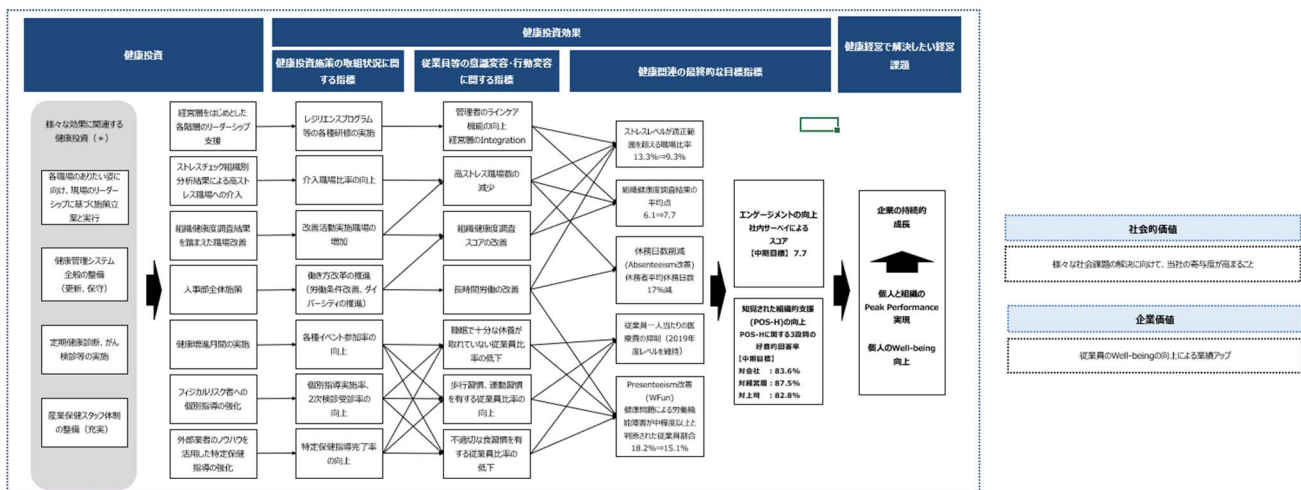 健康投資
健康投資効果
健康経営で解決したい経営
課題
健康投資施策の取組状況に関
する指標
従業員等の意識変容・行動変容
に関する指標
健康関連の最終的な目標指標
様々な効果に関連する
健康投資（*）
各職場のありたい姿に
向け、現場のリーダー
シップに基づく施策立
案と実行
健康管理システム
全般の整備
（更新、保守）
定期健康診断、がん
検診等の実施
産業保健スタッフ体制
の整備（充実）
経営層をはじめとした
各階層のリーダーシップ
支援
ストレスチェック組織別
分析結果による高スト
レス職場への介入
組織健康度調査結果
を踏まえた職場改善
人事部全体施策
健康増進月間の実施
フィジカルリスク者への
個別指導の強化
外部業者のノウハウを
活用した特定保健
指導の強化
レジリエンスプログラム
等の各種研修の実施
介入職場比率の向上
改善活動実施職場の
増加
働き方改革の推進
（労働条件改善、ダイ
バーシティの推進）
各種イベント参加率の
向上
個別指導実施率、
2次検診受診率の
向上
特定保健指導完了率
の向上
管理者のラインケア
機能の向上
経営層のIntegration
高ストレス職場数の
減少
組織健康度調査
スコアの改善
長時間労働の改善
睡眠で十分な休養が
取れていない従業員比
率の低下
歩行習慣、運動習慣
を有する従業員比率
の向上
不適切な食習慣を有
する従業員比率の
低下
ストレスレベルが適正範
囲を超える職場比率
13.3%⇒9.3%
組織健康度調査結果の
平均点
6.1⇒7.7
休務日数削減
(Absenteeism改善)
休務者平均休務日数
17%減
従業員一人当たりの医
療費の抑制（2019年
度レベルを維持）
Presenteeism改善
(WFun)
健康問題による労働機
能障害が中程度以上と
判断された従業員割合
18.2%⇒15.1%
エンゲージメントの向上
社内サーベイによる
スコア
【中期目標】7.7
知覚された組織的支援
(POS-H)の向上
POS-Hに関する3設問の
好意的回答率
【中期目標】
対会社 ：83.6%
対経営層：87.5%
対上司 ：82.8%
企業の持続的
成長
個人と組織の
Peak Performance
実現
個人のWell-being
向上
社会的価値
様々な社会課題の解決に向けて、当社の寄与度が高まること
企業価値
従業員のWell-beingの向上による業績アップ